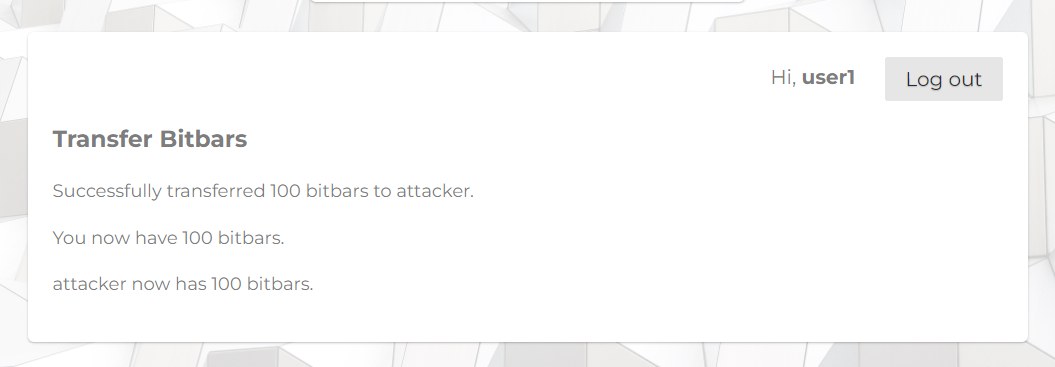 Hi, user1
Log out
Transfer Bitbars
Successfully transferred 100 bitbars to attacker.
You now have 100 bitbars.
attacker now has 100 bitbars.